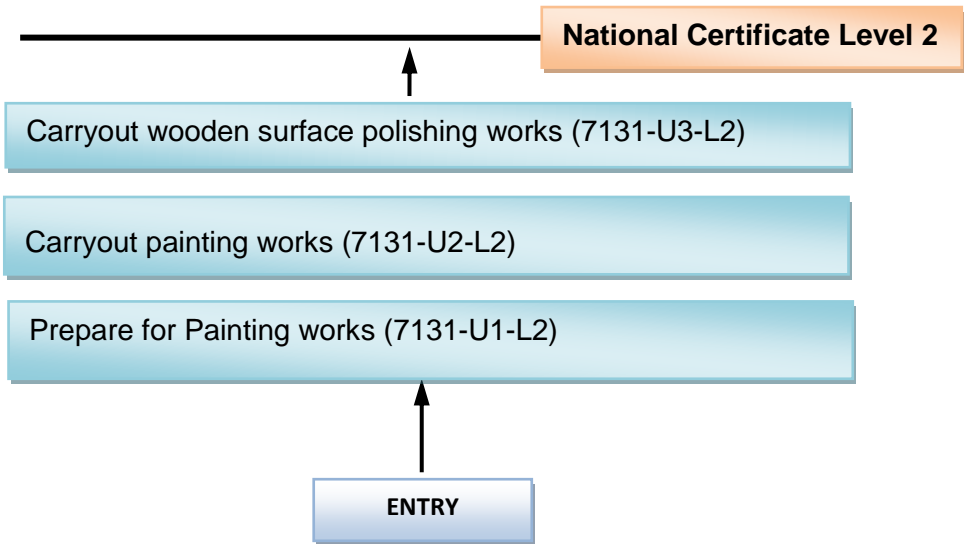 National Certificate Level 2
Carryout wooden surface polishing works (7131-U3-L2)
Carryout painting works (7131-U2-L2)
Prepare for Painting works (7131-U1-L2)
ENTRY